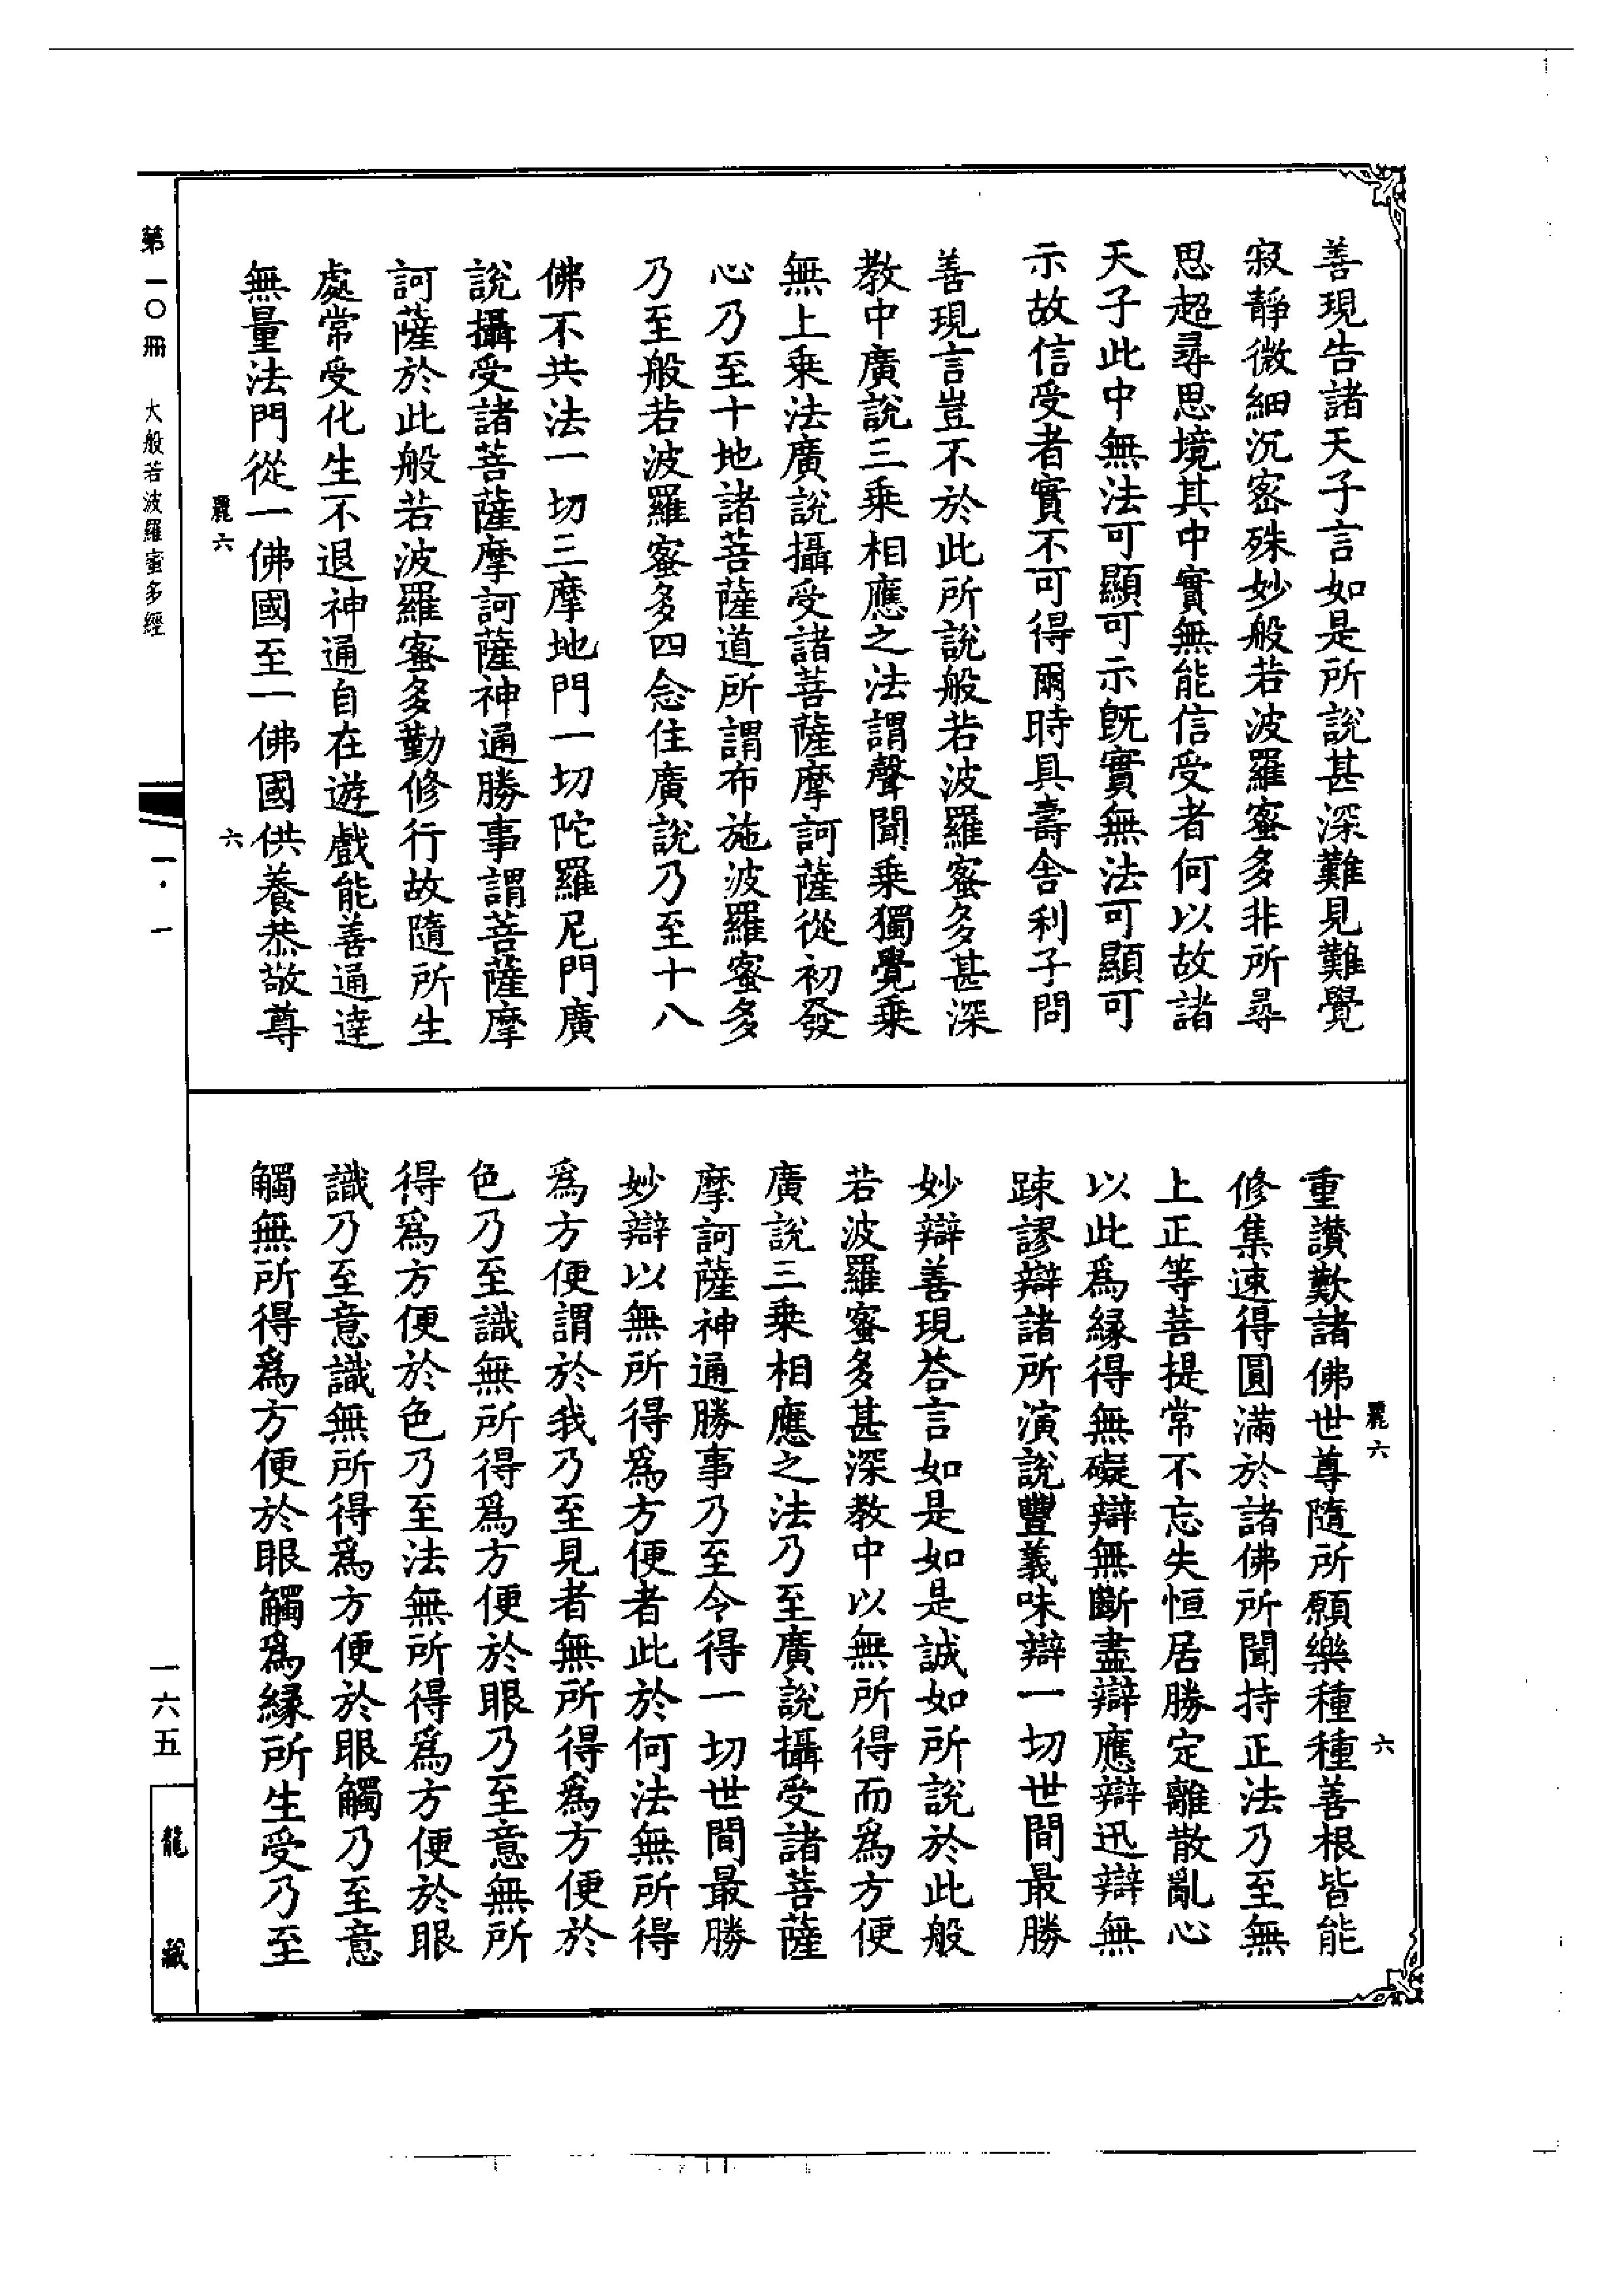 善現告諸天子言如是所說甚深難見難覺
寂靜微細沉密殊妙般若波羅蜜多非所尋
思超尋思境其中實無能信受者何以故諸
天子此中無法可顯可示既實無法可顯可
示故信受者實不可得爾時具壽舍利子問
善現言豈不於此所說般若波羅蜜多甚深
教中廣說三乘相應之法謂聲聞乘獨覺乘
無上乘法廣說攝受諸菩薩摩訶薩從初發
心乃至十地諸菩薩道所謂布施波羅蜜多
乃至般若波羅蜜多四念住廣說乃至十八
佛不共法一切三摩地門一切陀羅尼門廣
說攝受諸菩薩摩訶薩神通勝事謂菩薩摩
訶薩於此般若波羅蜜多勤修行故隨所生
處常受化生不退神通自在遊戲能善通達
無量法門從一佛國至一佛國供養恭敬尊
麗六
六
重讃歎諸佛世尊隨所願樂種種善根皆能
修集速得圓滿於諸佛所聞持正法乃至無
上正等菩提常不忘失恒居勝定離散亂心
以此爲緣得無礙辯無斷盡辯應辯迅辯無
踈謬辯諸所演說豐義味辯一切世間最勝
妙辯善現荅言如是如是誠如所說於此般
若波羅蜜多甚深教中以無所得而爲方便
廣說三乘相應之法乃至廣說攝受諸菩薩
摩訶薩神通勝事乃至令得一切世間最勝
妙辯以無所得爲方便者此於何法無所得
爲方便謂於我乃至見者無所得爲方便於
色乃至識無所得爲方便於眼乃至意無所
得爲方便於色乃至法無所得爲方便於眼
識乃至意識無所得爲方便於眼觸乃至意
觸無所得爲方便於眼觸爲緣所生受乃至
麗六
六
第一〇冊 大般若波羅蜜多經
一·一
一六五
龍藏